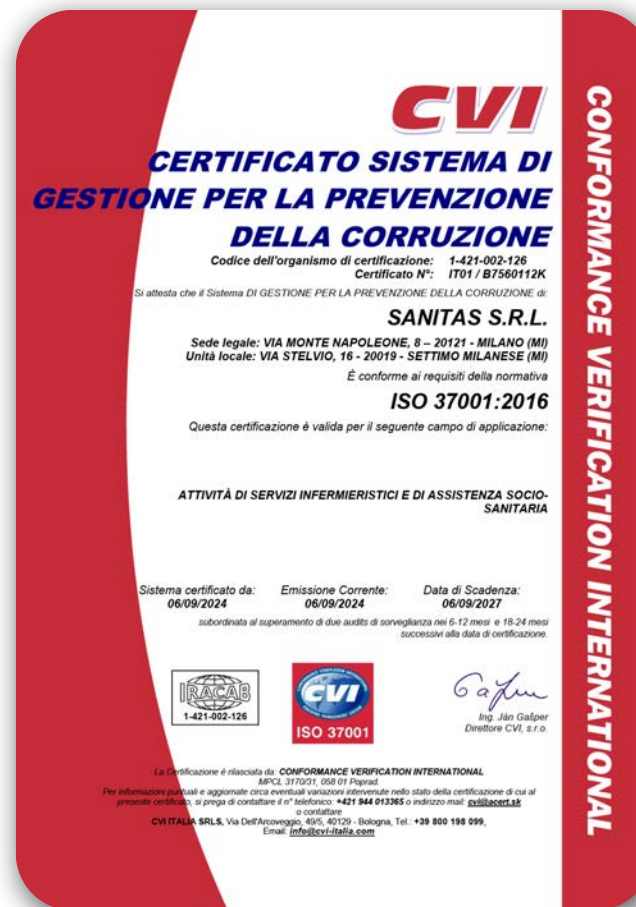 CVI
CERTIFICATO SISTEMA DI
GESTIONE PER LA PREVENZIONE
DELLA CORRUZIONE
Codice dell'organismo di certificazione: 1-421-002-126
Certificato N°: IT01 / B7560112K
Si attesta che il Sistema DI GESTIONE PER LA PREVENZIONE DELLA CORRUZIONE di:
SANITAS S.R.L.
Sede legale: VIA MONTE NAPOLEONE, 8 – 20121 - MILANO (MI)
Unità locale: VIA STELVIO, 16 - 20019 - SETTIMO MILANESE (MI)
È conforme ai requisiti della normativa
ISO 37001:2016
Questa certificazione é valida per il seguente campo di applicazione:
ATTIVITÀ DI SERVIZI INFERMIERISTICI E DI ASSISTENZA SOCIO-
SANITARIA
Sistema certificato da: Emissione Corrente: Data di Scadenza:
06/09/2024 06/09/2024 06/09/2027
subordinata al superamento di due audits di sorveglianza nei 6-12 mesi e 18-24 mesi
successivi alla data di certificazione.
IRACAB
1-421-002-126
CVI
ISO 37001
Ing. Ján Gašper
Direttore CVI, s.r.o.
La Certificazione è rilasciata da: CONFORMANCE VERIFICATION INTERNATIONAL
MPCL 3170/31, 058 01 Poprad.
Per informazioni puntuali e aggiornate circa eventuali variazioni intervenute nello stato della certificazione di cui al
presente certificato, si prega di contattare il n° telefonico: +421 944 013365 o indirizzo mail: cvi@acert.sk
o contattare
CVI ITALIA SRLS, Via Dell'Arcoveggio, 49/5, 40129 - Bologna, Tel.: +39 800 198 099,
Email: info@cvi-italia.com
CONFORMANCE VERIFICATION INTERNATIONAL